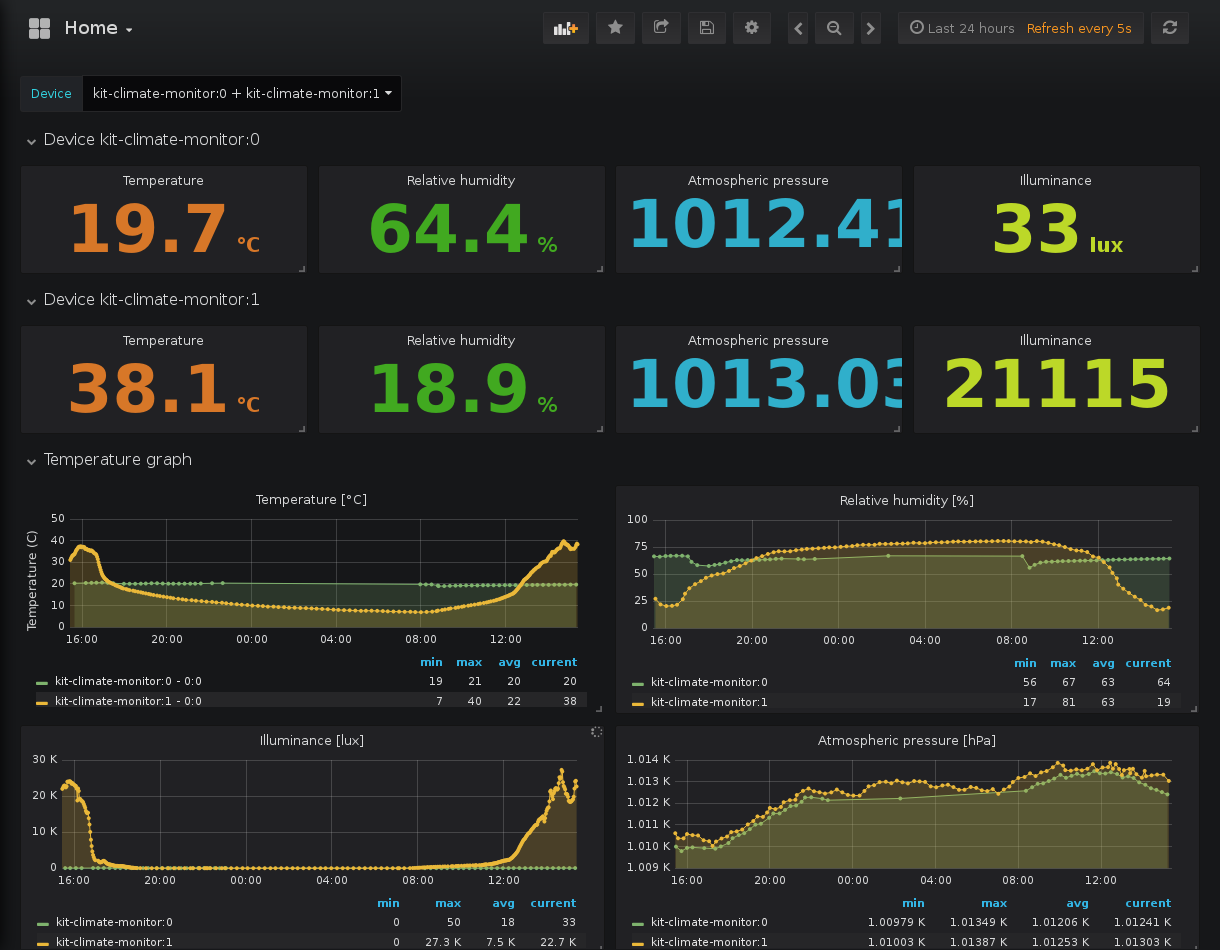 Home
Last 24 hours Refresh every 5s
Device kit-climate-monitor:0 + kit-climate-monitor:1
Device kit-climate-monitor:0
Temperature Relative humidity Atmospheric pressure Illuminance
19.7 °C 64.4 % 1012.41 33 lux
Device kit-climate-monitor:1
Temperature Relative humidity Atmospheric pressure Illuminance
38.1 °C 18.9 % 1013.03 21115
Temperature graph
Temperature [°C]
Temperature (C)
50
40
30
20
10
0
16:00 20:00 00:00 04:00 08:00 12:00
min max avg current
kit-climate-monitor:0 - 0:0 19 21 20 20
kit-climate-monitor:1 - 0:0 7 40 22 38
Relative humidity [%]
100
75
50
25
0
16:00 20:00 00:00 04:00 08:00 12:00
min max avg current
kit-climate-monitor:0 56 67 63 64
kit-climate-monitor:1 17 81 63 19
Illuminance [lux]
30 K
20 K
10 K
0
16:00 20:00 00:00 04:00 08:00 12:00
min max avg current
kit-climate-monitor:0 0 50 18 33
kit-climate-monitor:1 0 27.3 K 7.5 K 22.7 K
Atmospheric pressure [hPa]
1.014 K
1.013 K
1.012 K
1.011 K
1.010 K
1.009 K
16:00 20:00 00:00 04:00 08:00 12:00
min max avg current
kit-climate-monitor:0 1.00979 K 1.01349 K 1.01206 K 1.01241 K
kit-climate-monitor:1 1.01003 K 1.01387 K 1.01253 K 1.01303 K